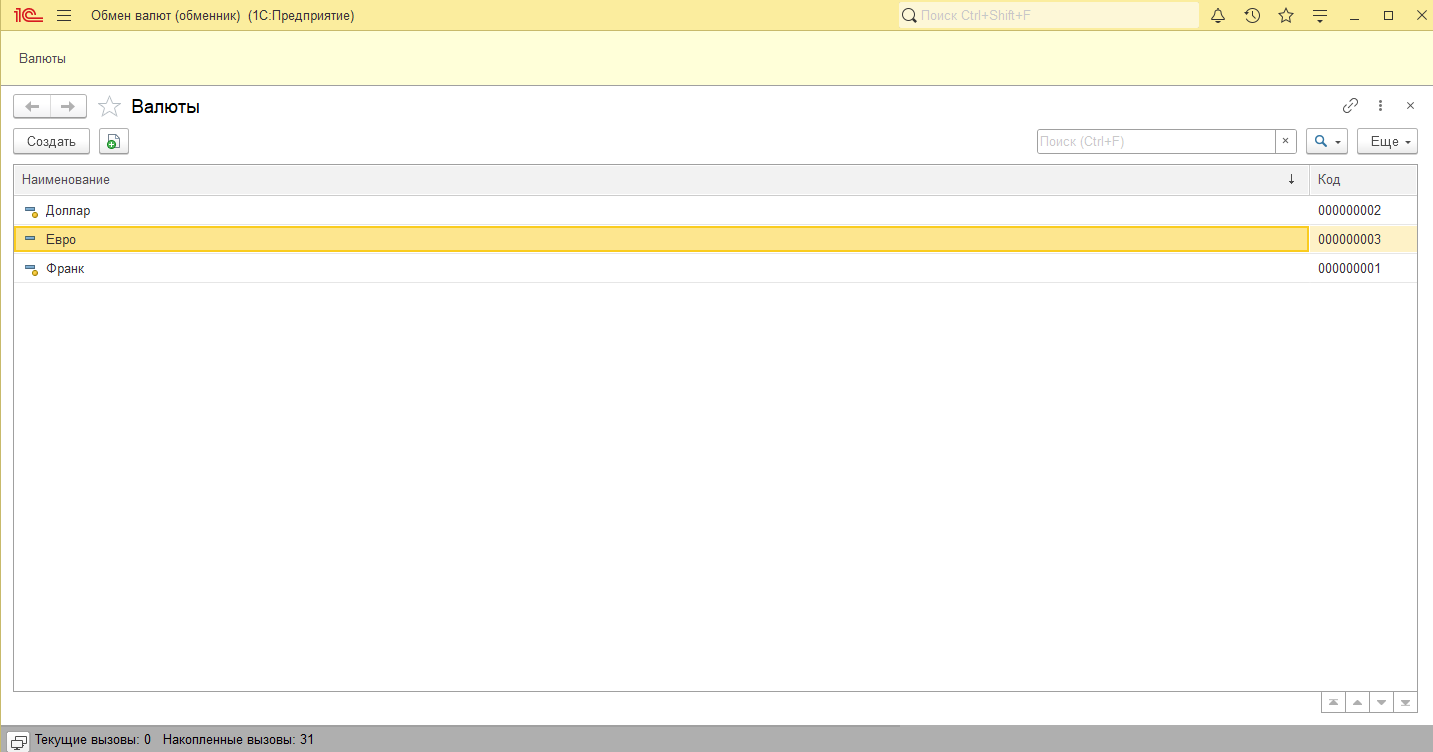 1С Обмен валют (обменник) (1С:Предприятие) Поиск Ctrl+Shift+F
Валюты
Валюты
Создать Поиск (Ctrl+F) × Еще
Наименование ↓ Код
Доллар 000000002
Евро 000000003
Франк 000000001
Текущие вызовы: 0 Накопленные вызовы: 31